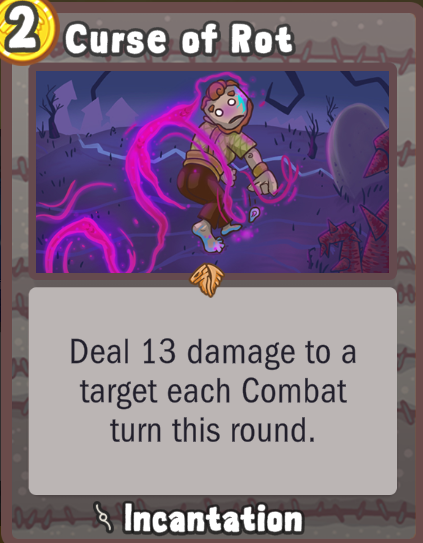 2
Curse of Rot
Deal 13 damage to a
target each Combat
turn this round.
Incantation